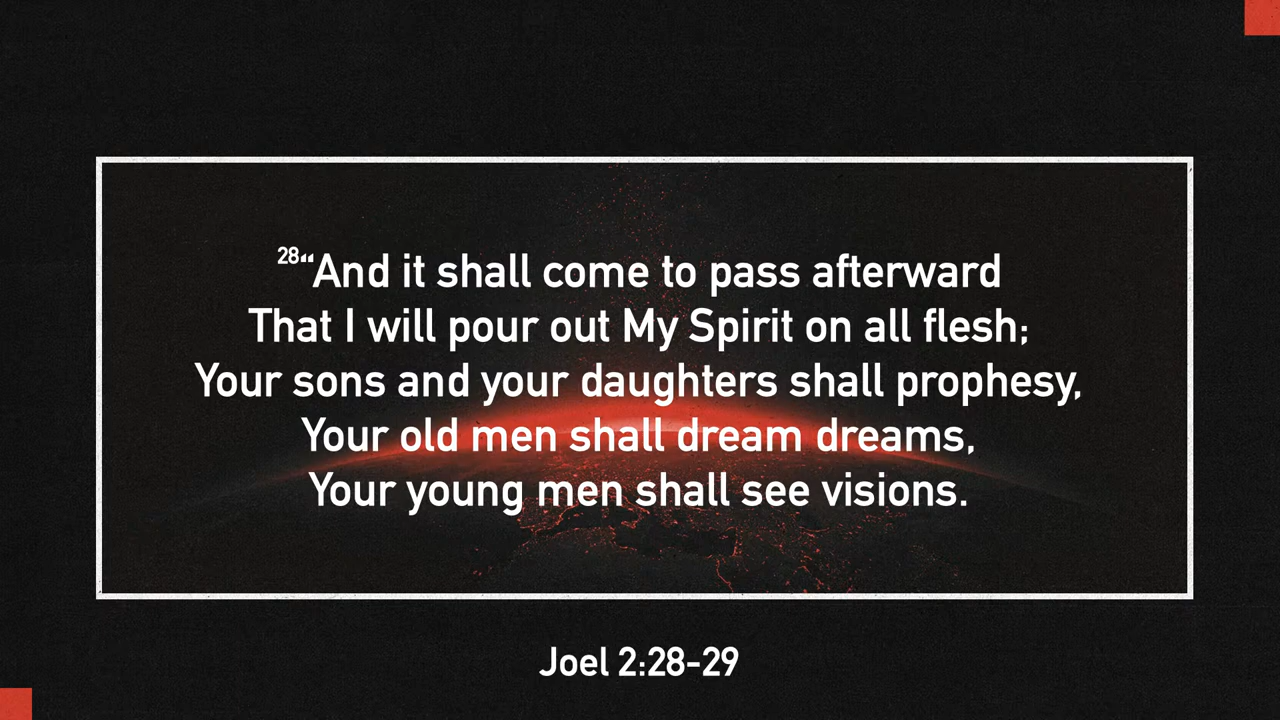 28“And it shall come to pass afterward
That I will pour out My Spirit on all flesh;
Your sons and your daughters shall prophesy,
Your old men shall dream dreams,
Your young men shall see visions.
Joel 2:28-29